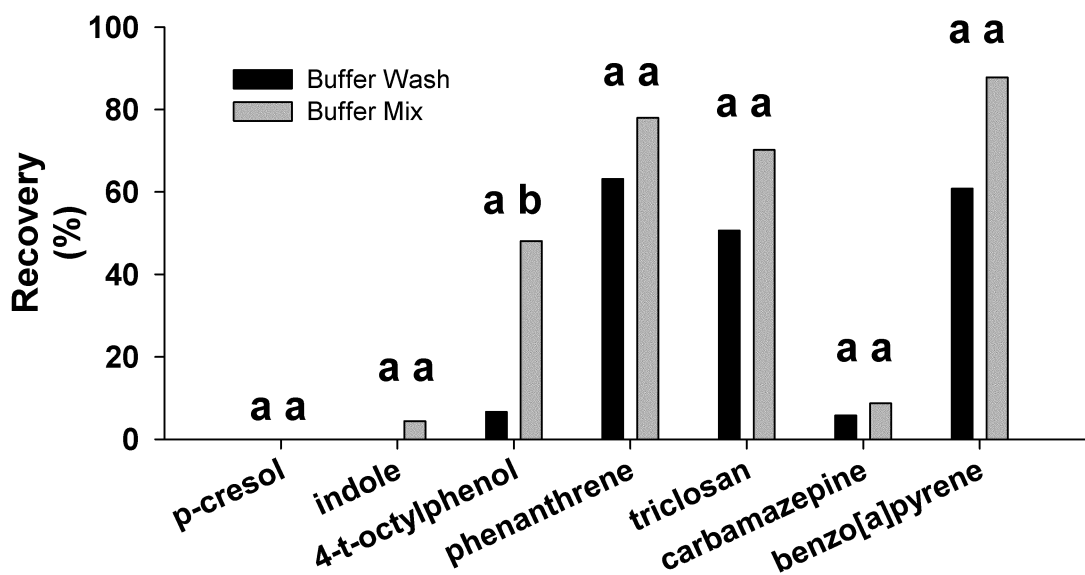 100
80
60
40
20
0
Recovery
(%)
Buffer Wash
Buffer Mix
a a
a a
a b
a a
a a
a a
a a
p-cresol
indole
4-t-octylphenol
phenanthrene
triclosan
carbamazepine
benzo[a]pyrene